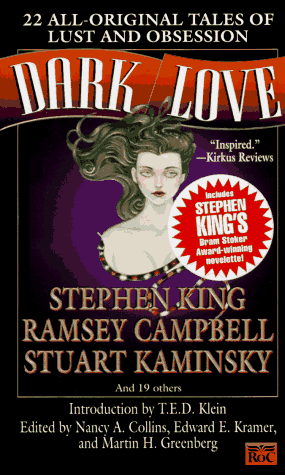 22 ALL-ORIGINAL TALES OF
LUST AND OBSESSION
DARK LOVE
"Inspired."
—Kirkus Reviews
Includes
STEPHEN
KING'S
Bram Stoker
Award-winning
novelette!
STEPHEN KING
RAMSEY CAMPBELL
STUART KAMINSKY
And 19 others
Introduction by T.E.D. Klein
Edited by Nancy A. Collins, Edward E. Kramer,
and Martin H. Greenberg
ROC